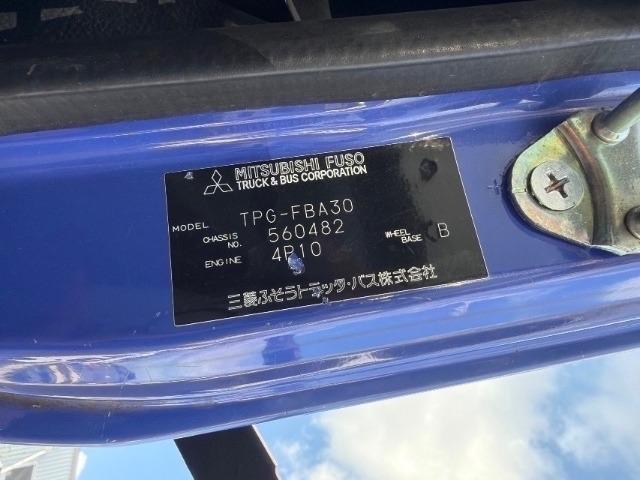 MITSUBISHI FUSO
TRUCK & BUS CORPORATION
MODEL TPG-FBA30
CHASSIS NO. 560482
WHEEL BASE B
ENGINE 4P10
三菱ふそうトラック・バス株式会社